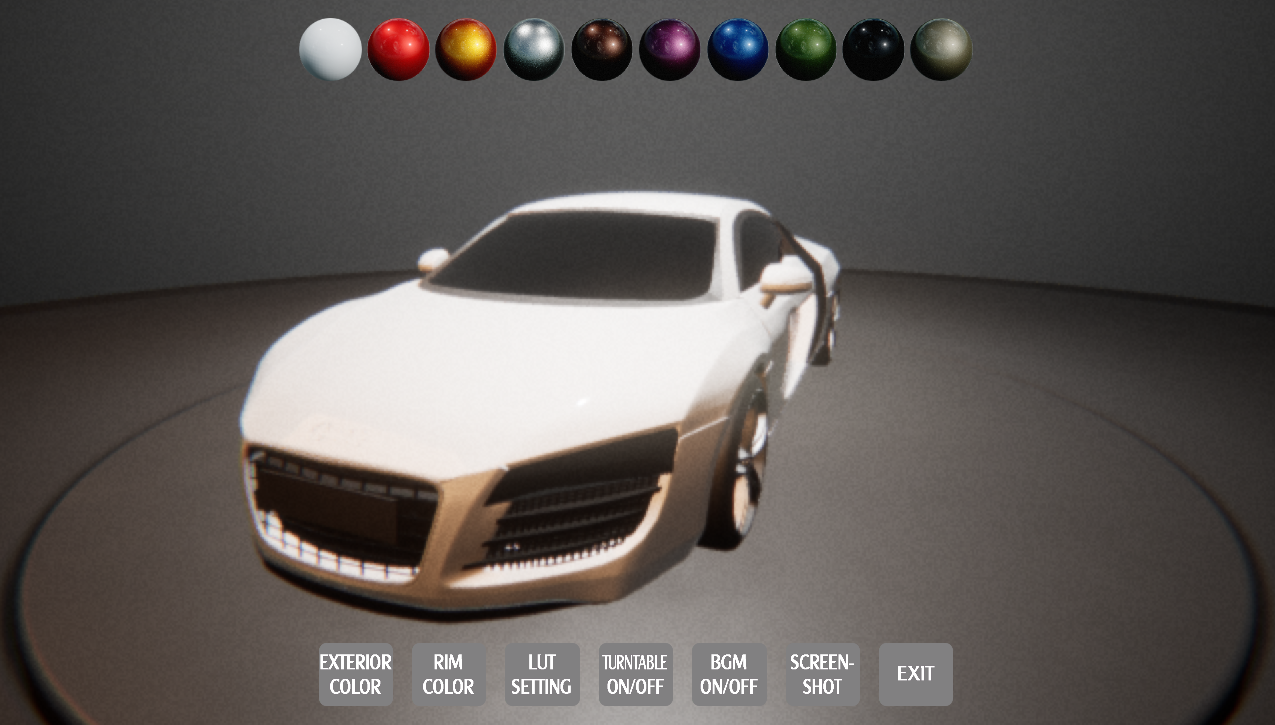 EXTERIOR
COLOR
RIM
COLOR
LUT
SETTING
TURNTABLE
ON/OFF
BGM
ON/OFF
SCREEN-
SHOT
EXIT